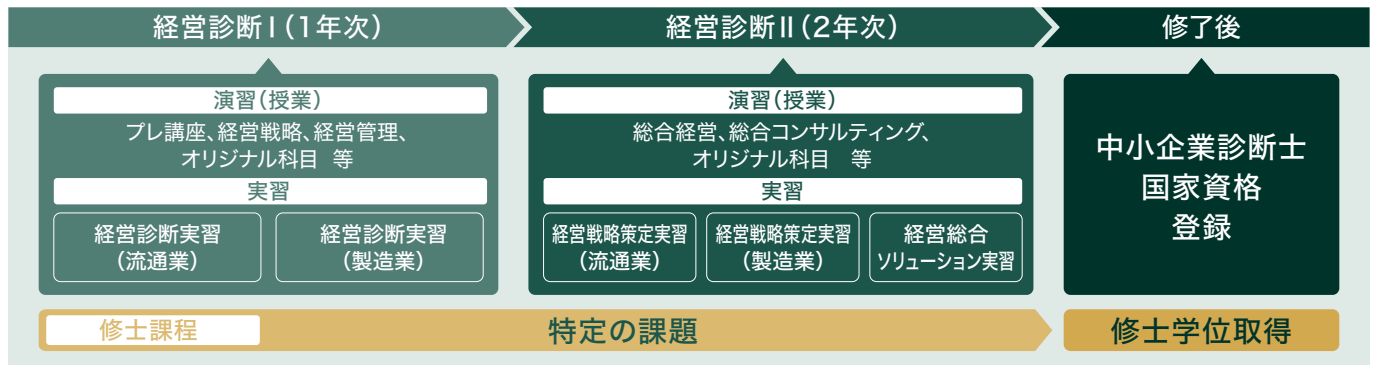 経営診断Ⅰ(1年次)
経営診断Ⅱ(2年次)
修了後
演習(授業)
プレ講座、経営戦略、経営管理、
オリジナル科目 等
実習
経営診断実習
(流通業)
経営診断実習
(製造業)
演習(授業)
総合経営、総合コンサルティング、
オリジナル科目 等
実習
経営戦略策定実習
(流通業)
経営戦略策定実習
(製造業)
経営総合
ソリューション実習
中小企業診断士
国家資格
登録
修士課程
特定の課題
修士学位取得